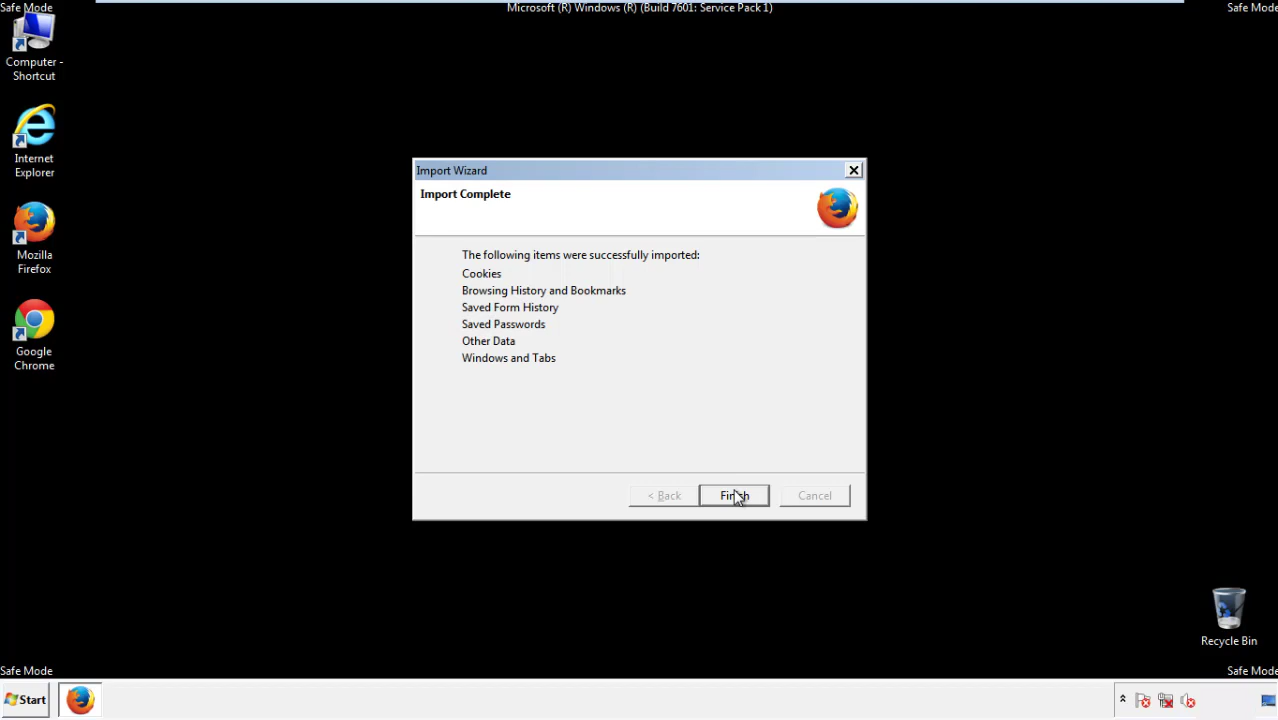 Safe Mode
Microsoft (R) Windows (R) (Build 7601: Service Pack 1)
Safe Mode
Computer -
Shortcut
Internet
Explorer
Mozilla
Firefox
Google
Chrome
Import Wizard
Import Complete
The following items were successfully imported:
Cookies
Browsing History and Bookmarks
Saved Form History
Saved Passwords
Other Data
Windows and Tabs
< Back
Finish
Cancel
Recycle Bin
Safe Mode
Safe Mode
Start